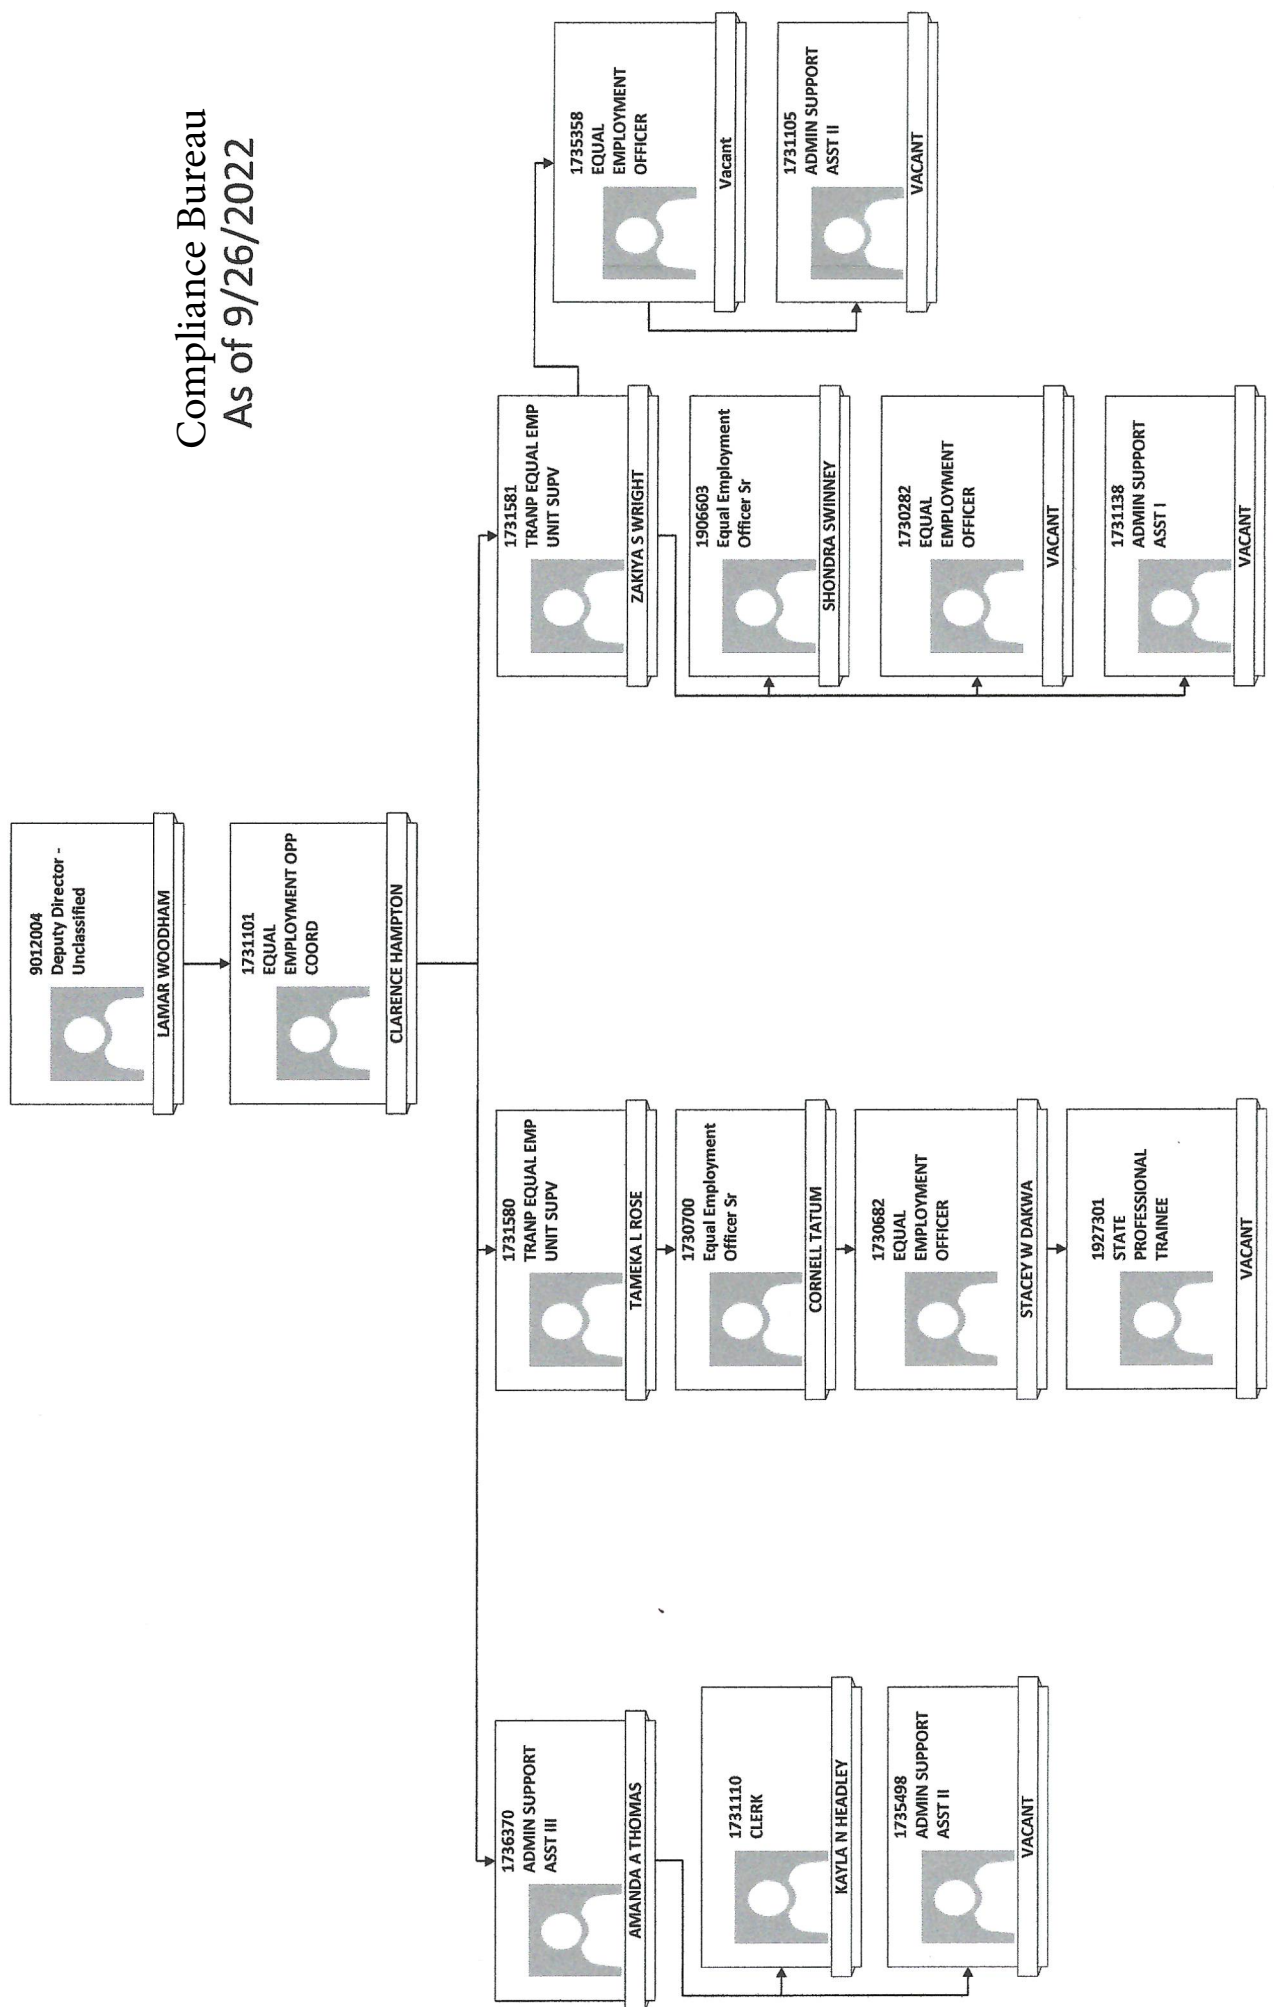 Compliance Bureau
As of 9/26/2022
9012004
Deputy Director -
Unclassified
LAMAR WOODHAM
1731101
EQUAL
EMPLOYMENT OPP
COORD
CLARENCE HAMPTON
1736370
ADMIN SUPPORT
ASST III
AMANDA A THOMAS
1731110
CLERK
KAYLA N HEADLEY
1735498
ADMIN SUPPORT
ASST II
VACANT
1731580
TRANP EQUAL EMP
UNIT SUPV
TAMEKA L ROSE
1730700
Equal Employment
Officer Sr
CORNELL TATUM
1730682
EQUAL
EMPLOYMENT
OFFICER
STACEY W DAKWA
1927301
STATE
PROFESSIONAL
TRAINEE
VACANT
1731581
TRANP EQUAL EMP
UNIT SUPV
ZAKIYA S WRIGHT
1906603
Equal Employment
Officer Sr
SHONDRA SWINNEY
1730282
EQUAL
EMPLOYMENT
OFFICER
VACANT
1731138
ADMIN SUPPORT
ASST I
VACANT
1735358
EQUAL
EMPLOYMENT
OFFICER
Vacant
1731105
ADMIN SUPPORT
ASST II
VACANT